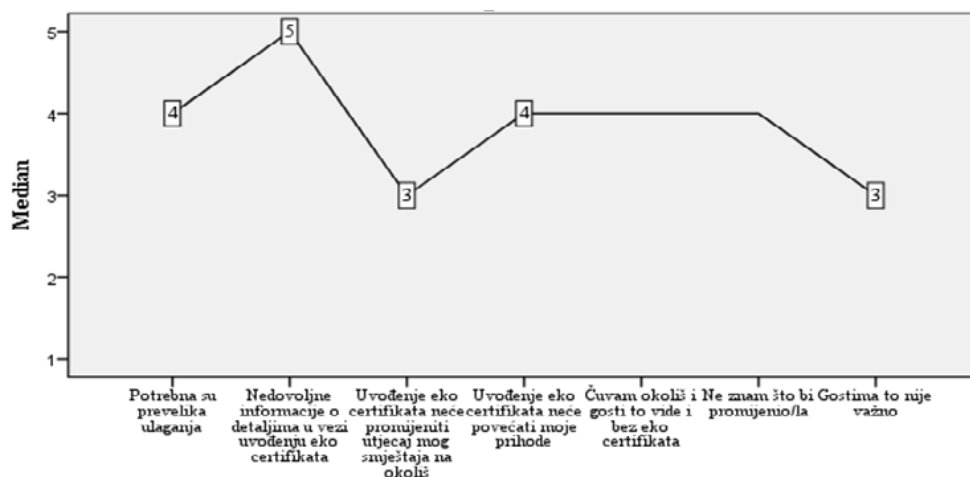 5
4
3
2
1
Median
4
5
3
4
3
Potrebna su
prevelika
ulaganja
Nedovoljne
informacije o
detaljima u vezi
uvođenju eko
certifikata
Uvođenje eko
certifikata neće
promijeniti
utjecaj mog
smještaja na
okoliš
Uvođenje eko
certifikata neće
povećati moje
prihode
Čuvam okoliš i
gosti to vide i
bez eko
certifikata
Ne znam što bi
promijenio/la
Gostima to nije
važno